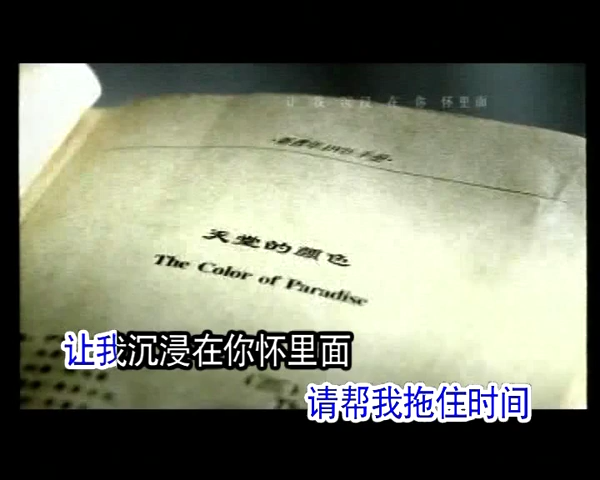 让 我 沉浸 在 你 怀里面
天堂的颜色
The Color of Paradise
让我沉浸在你怀里面
请帮我拖住时间